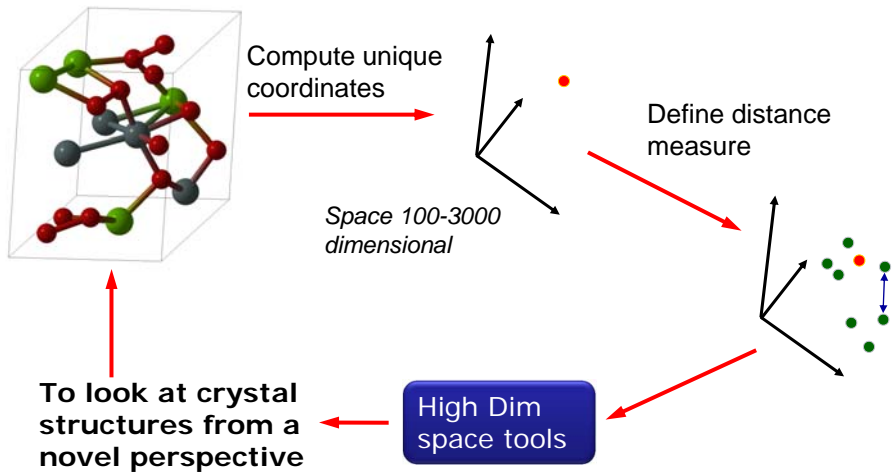 Compute unique
coordinates
Define distance
measure
Space 100-3000
dimensional
High Dim
space tools
To look at crystal
structures from a
novel perspective